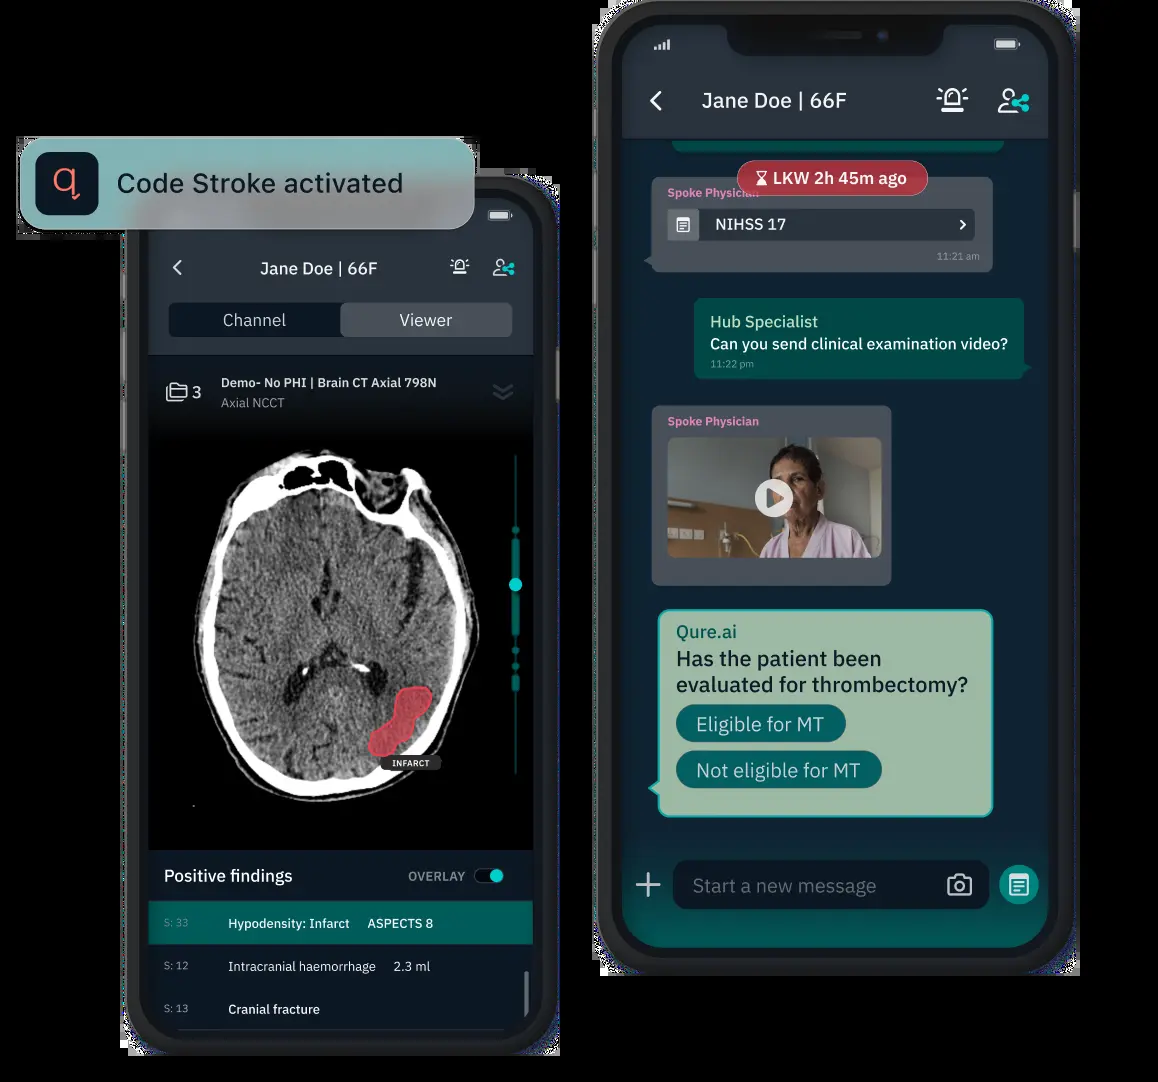 Code Stroke activated
Jane Doe | 66F
Channel
Viewer
3
Demo- No PHI | Brain CT Axial 798N
Axial NCCT
INFARCT
Positive findings
OVERLAY
S: 33 Hypodensity: Infarct ASPECTS 8
S: 12 Intracranial haemorrhage 2.3 ml
S: 13 Cranial fracture
Jane Doe | 66F
LKW 2h 45m ago
Spoke Physician
NIHSS 17
11:21 am
Hub Specialist
Can you send clinical examination video?
11:22 pm
Spoke Physician
Qure.ai
Has the patient been
evaluated for thrombectomy?
Eligible for MT
Not eligible for MT
Start a new message